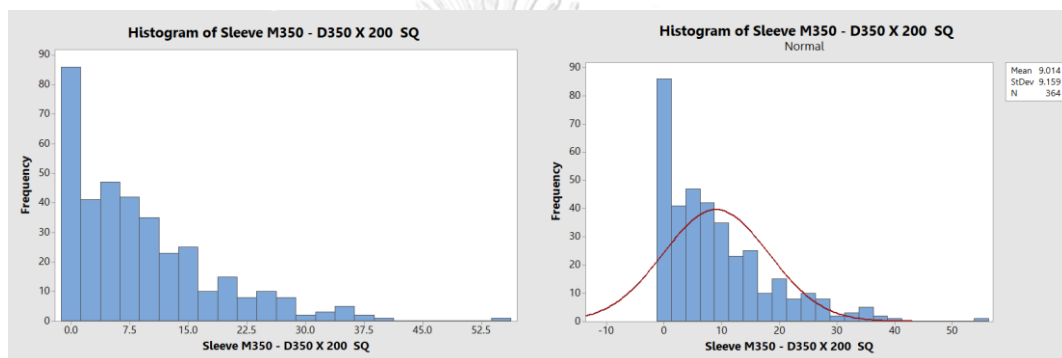 Histogram of Sleeve M350 - D350 X 200 SQ
90
80
70
60
50
40
30
20
10
0
Frequency
0.0 7.5 15.0 22.5 30.0 37.5 45.0 52.5
Sleeve M350 - D350 X 200 SQ
Histogram of Sleeve M350 - D350 X 200 SQ
Normal
90
80
70
60
50
40
30
20
10
0
Frequency
-10 0 10 20 30 40 50
Sleeve M350 - D350 X 200 SQ
Mean 9.014
StDev 9.159
N 364